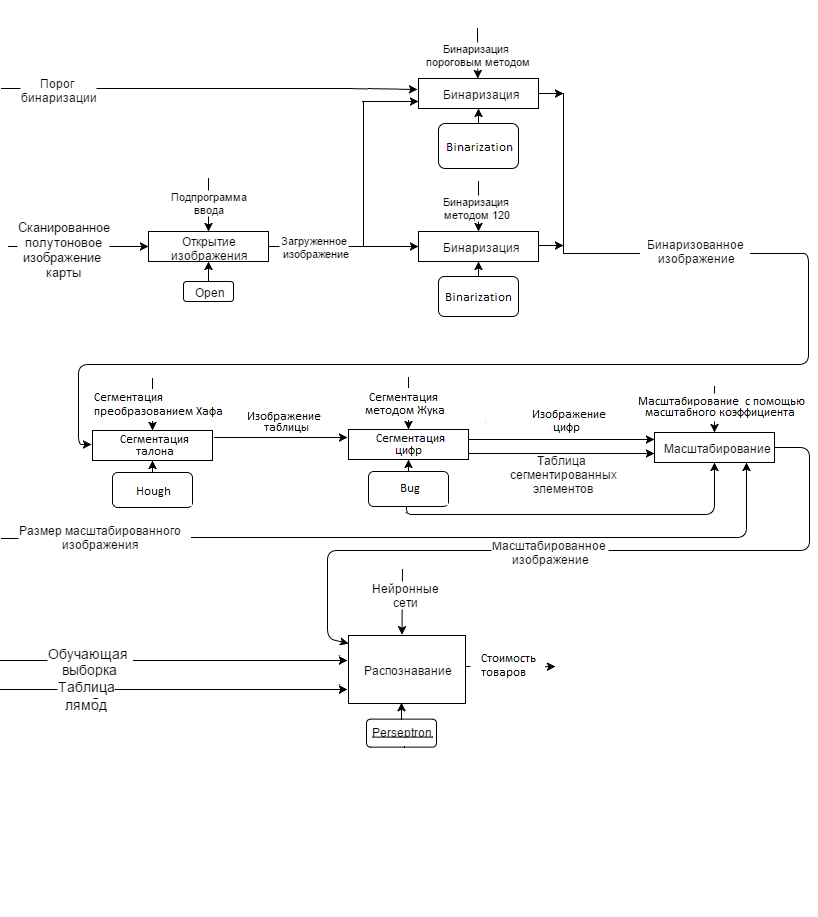 Бинаризация
пороговым методом
Порог
бинаризации
Бинаризация
Binarization
Подпрограмма
ввода
Бинаризация
методом 120
Сканированное
полутоновое
изображение
карты
Открытие
изображения
Загруженное
изображение
Бинаризация
Бинаризованное
изображение
Open
Binarization
Сегментация
преобразованием Хафа
Изображение
таблицы
Сегментация
методом Жука
Изображение
цифр
Масштабирование с помощью
масштабного коэффициента
Сегментация
талона
Сегментация
цифр
Масштабирование
Таблица
сегментированных
элементов
Hough
Bug
Размер масштабированного
изображения
Масштабированное
изображение
Нейронные
сети
Обучающая
выборка
Таблица
лямбд
Распознавание
Стоимость
товаров
Perseptron